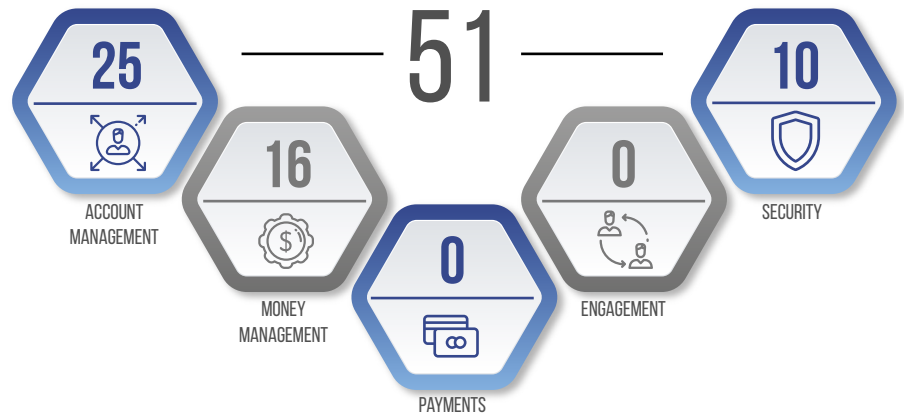 51
25
ACCOUNT
MANAGEMENT
16
$
MONEY
MANAGEMENT
0
PAYMENTS
0
ENGAGEMENT
10
SECURITY